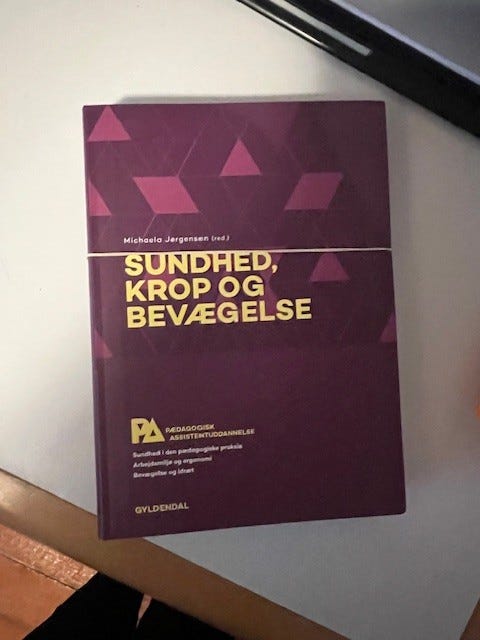 Michaela Jørgensen (red.)
SUNDHED,
KROP OG
BEVÆGELSE
PA PÆDAGOGISK
ASSISTENTUDDANNELSE
Sundhed i den pædagogiske praksis
Arbejdsmiljø og ergonomi
Bevægelse og idræt
GYLDENDAL